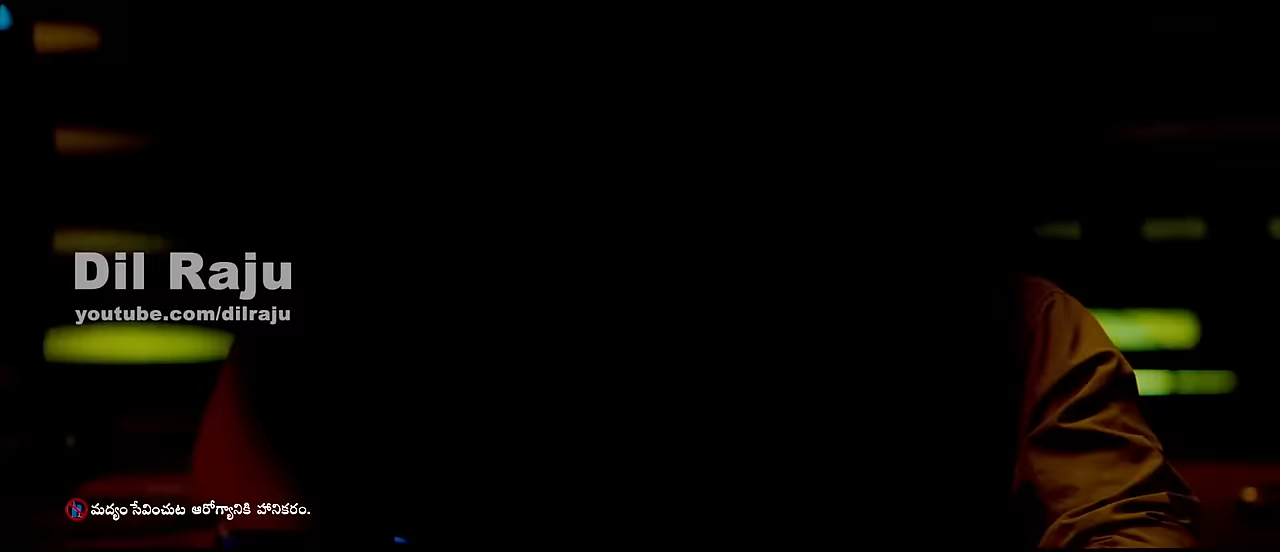 Dil Raju
youtube.com/dilraju
మద్యం సేవించుట ఆరోగ్యానికి హానికరం.